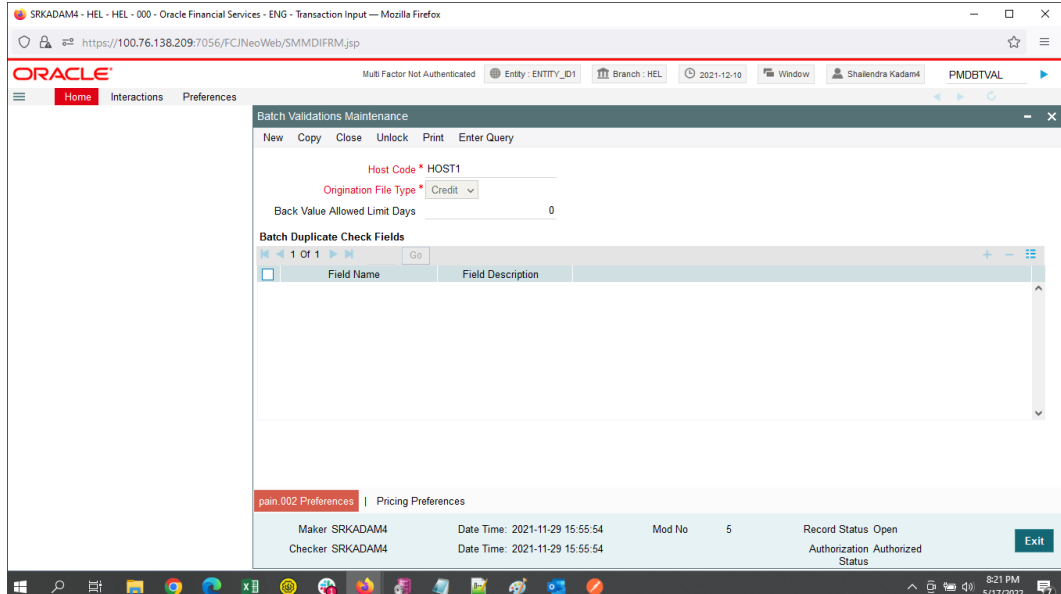 SRKADAM4 - HEL - HEL - 000 - Oracle Financial Services - ENG - Transaction Input — Mozilla Firefox
https://100.76.138.209:7056/FCJNeoWeb/SMMDIFRM.jsp
ORACLE Multi Factor Not Authenticated Entity : ENTITY_ID1 Branch : HEL 2021-12-10 Window Shailendra Kadam4 PMDBTVAL
Home Interactions Preferences
Batch Validations Maintenance
New Copy Close Unlock Print Enter Query
Host Code * HOST1
Origination File Type * Credit
Back Value Allowed Limit Days 0
Batch Duplicate Check Fields
1 Of 1 Go
Field Name Field Description
pain.002 Preferences | Pricing Preferences
Maker SRKADAM4 Date Time: 2021-11-29 15:55:54 Mod No 5 Record Status Open
Checker SRKADAM4 Date Time: 2021-11-29 15:55:54 Authorization Authorized
Status
Exit
8:21 PM
5/17/2022